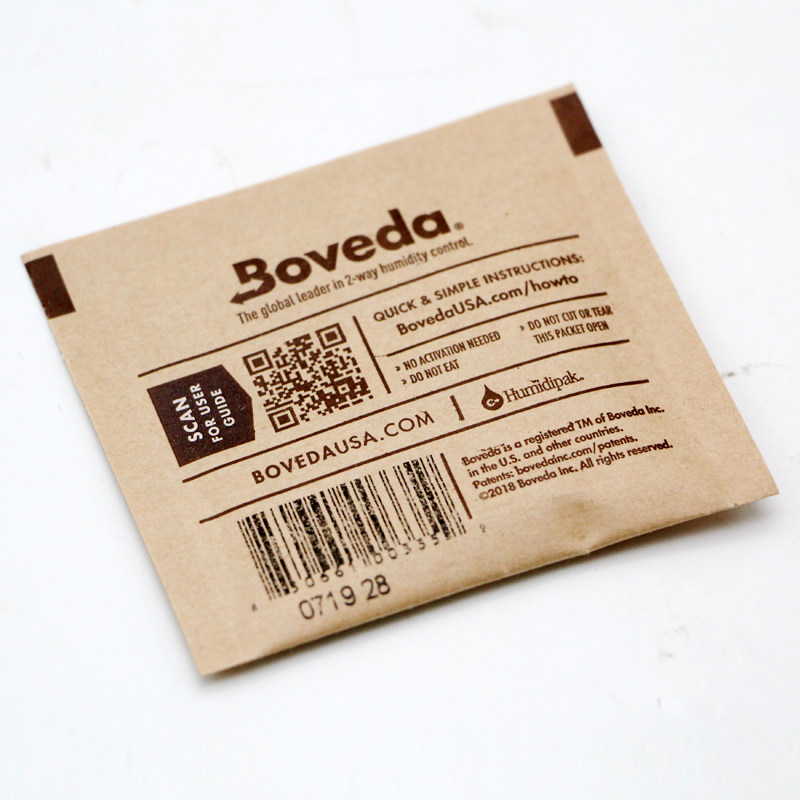 Boveda®
The global leader in 2-way humidity control.
SCAN
FOR USER
GUIDE
QUICK & SIMPLE INSTRUCTIONS:
BovedaUSA.com/howto
» NO ACTIVATION NEEDED
» DO NOT EAT
» DO NOT CUT OR TEAR
THIS PACKET OPEN
BOVEDAUSA.COM
Humidipak
Boveda is a registered TM of Boveda Inc.
in the U.S. and other countries.
Patents: bovedainc.com/patents.
©2018 Boveda Inc. All rights reserved.
0719 28